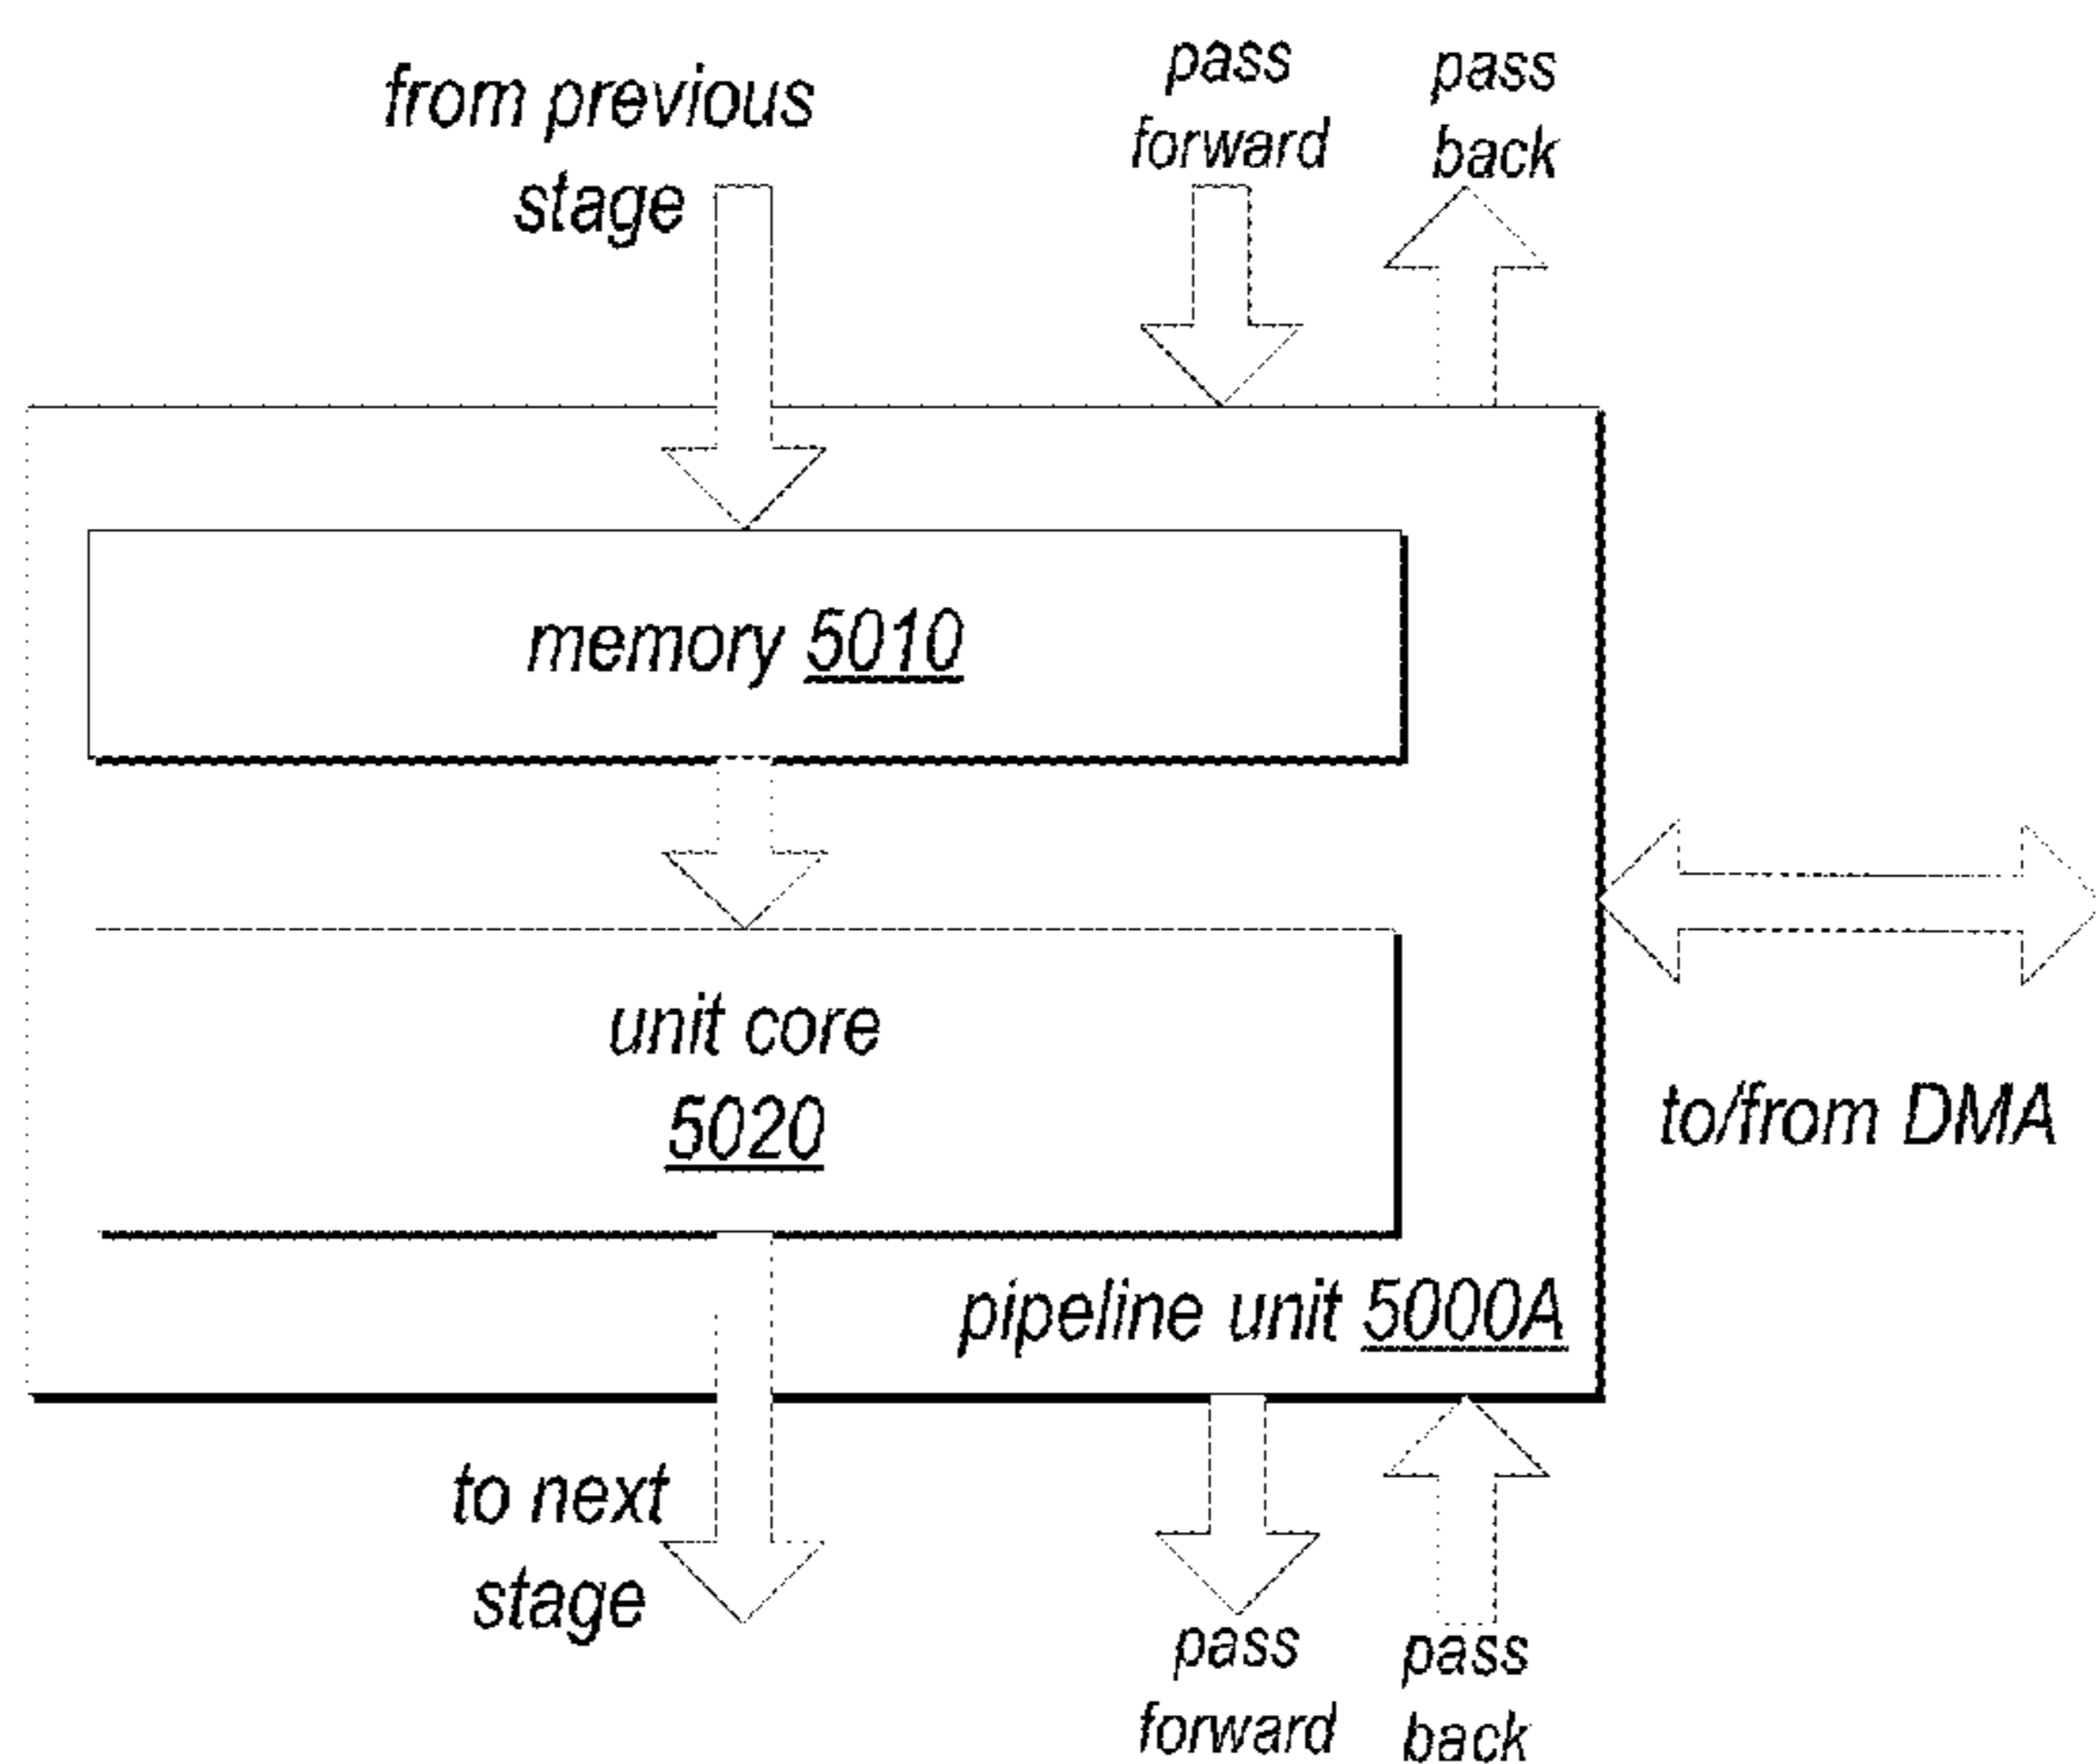 from previous
stage
pass
forward
pass
back
memory 5010
unit core
5020
to/from DMA
pipeline unit 5000A
to next
stage
pass
forward
pass
back